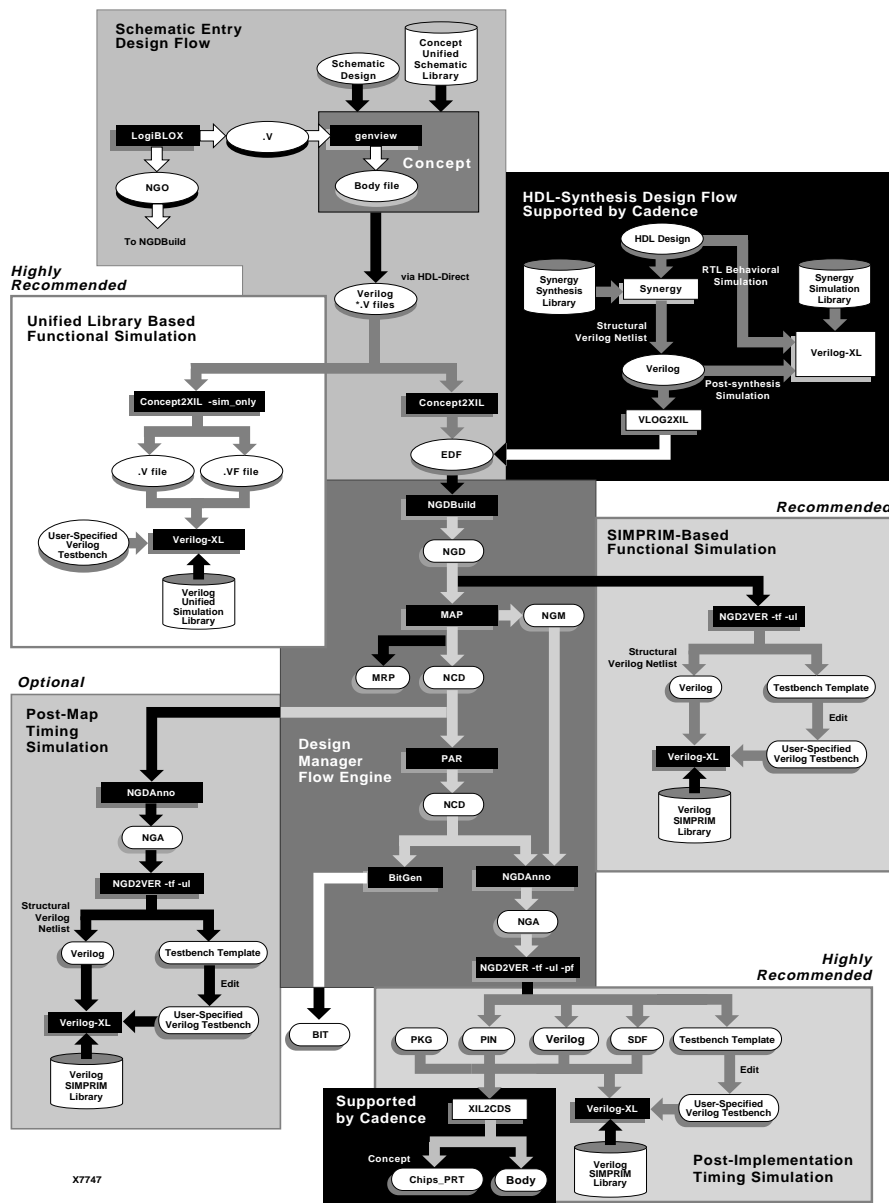 Schematic Entry
Design Flow
Schematic
Design
Concept
Unified
Schematic
Library
LogiBLOX
.V
genview
Concept
NGO
Body file
To NGDBuild
via HDL-Direct
Verilog
*.V files
HDL-Synthesis Design Flow
Supported by Cadence
HDL Design
RTL Behavioral
Simulation
Synergy
Synthesis
Library
Synergy
Synergy
Simulation
Library
Structural
Verilog Netlist
Verilog-XL
Verilog
Post-synthesis
Simulation
VLOG2XIL
Highly
Recommended
Unified Library Based
Functional Simulation
Concept2XIL -sim_only
.V file
.VF file
User-Specified
Verilog
Testbench
Verilog-XL
Verilog
Unified
Simulation
Library
Concept2XIL
EDF
NGDBuild
NGD
MAP
NGM
MRP
NCD
Design
Manager
Flow Engine
PAR
NCD
BitGen
NGDAnno
NGA
NGD2VER -tf -ul -pf
BIT
Recommended
SIMPRIM-Based
Functional Simulation
NGD2VER -tf -ul
Structural
Verilog Netlist
Verilog
Testbench Template
Edit
Verilog-XL
User-Specified
Verilog Testbench
Verilog
SIMPRIM
Library
Optional
Post-Map
Timing
Simulation
NGDAnno
NGA
NGD2VER -tf -ul
Structural
Verilog
Netlist
Verilog
Testbench Template
Edit
Verilog-XL
User-Specified
Verilog Testbench
Verilog
SIMPRIM
Library
Highly
Recommended
PKG
PIN
Verilog
SDF
Testbench Template
Edit
Supported
by Cadence
XIL2CDS
Verilog-XL
User-Specified
Verilog Testbench
Concept
Chips_PRT
Body
Verilog
SIMPRIM
Library
Post-Implementation
Timing Simulation
X7747